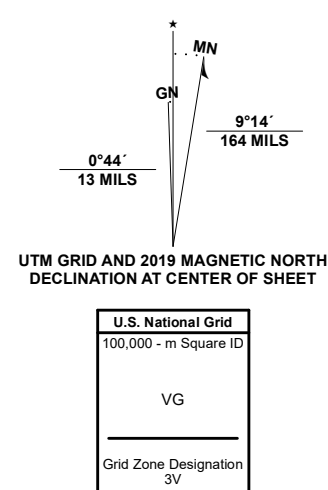 ★
MN
GN
9°14´
164 MILS
0°44´
13 MILS
UTM GRID AND 2019 MAGNETIC NORTH
DECLINATION AT CENTER OF SHEET
U.S. National Grid
100,000 - m Square ID
VG
Grid Zone Designation
3V